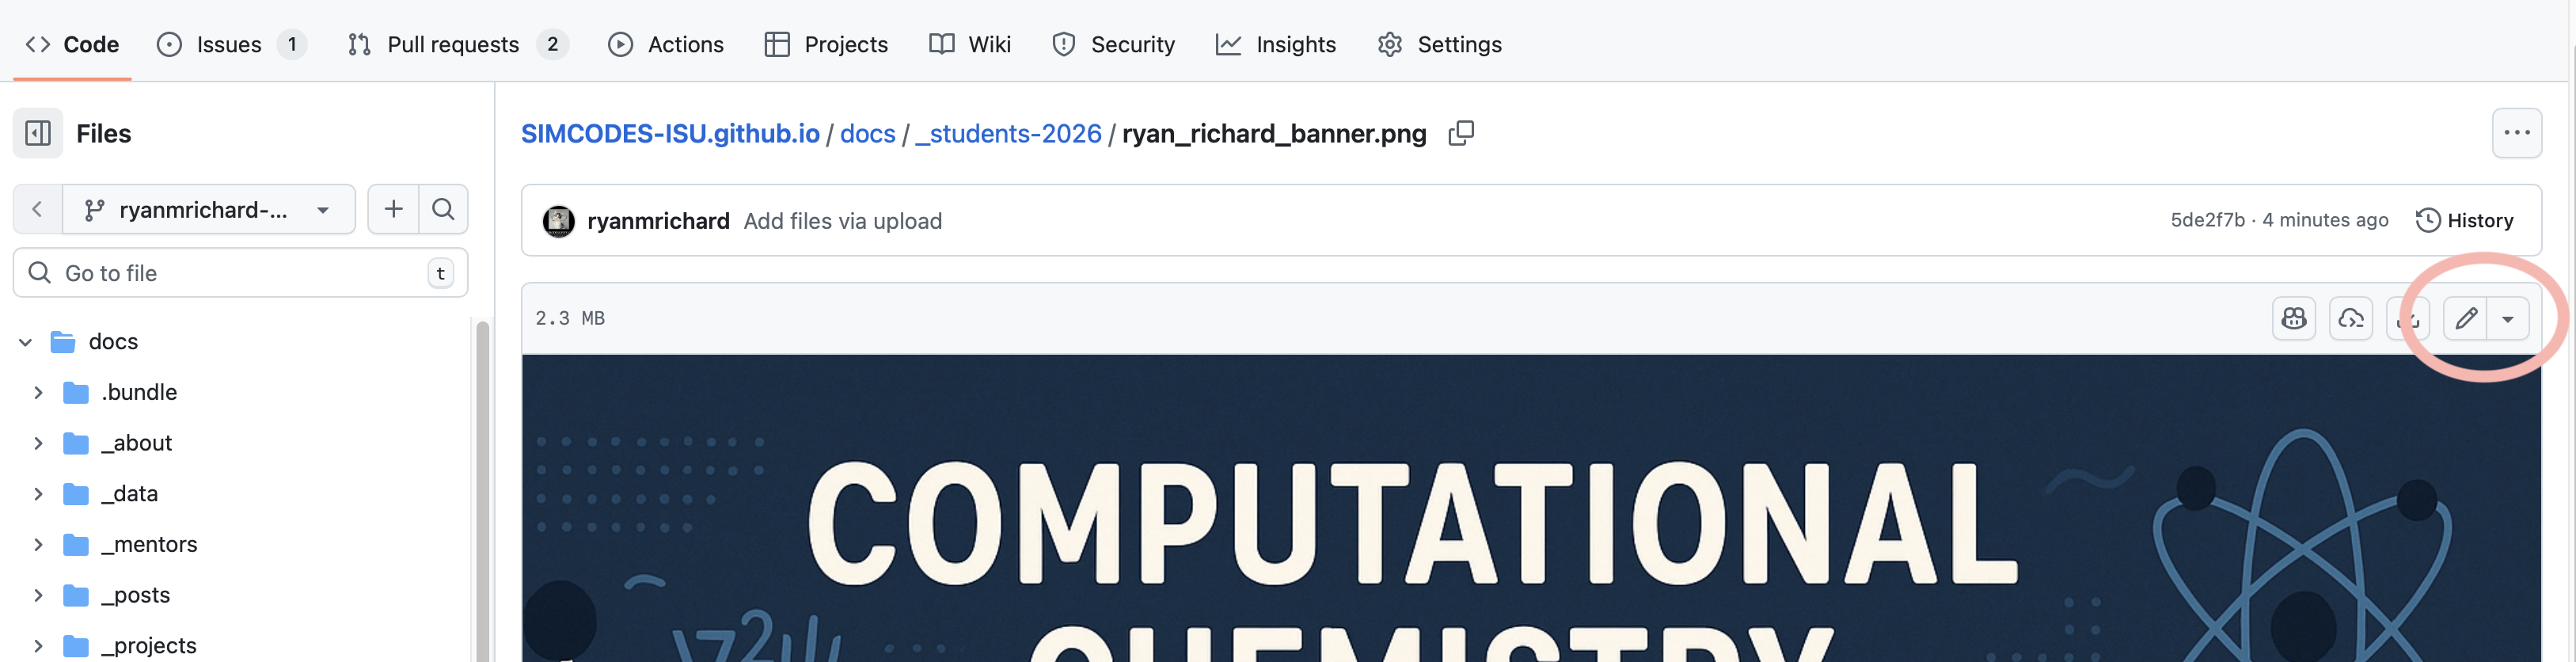 Code Issues 1 Pull requests 2 Actions Projects Wiki Security Insights Settings
Files
SIMCODES-ISU.github.io / docs / _students-2026 / ryan_richard_banner.png
ryanmrichard-...
ryanmrichard Add files via upload 5de2f7b · 4 minutes ago History
Go to file t
2.3 MB
docs
.bundle
_about
_data
_mentors
_posts
_projects
COMPUTATIONAL
CHEMISTRY